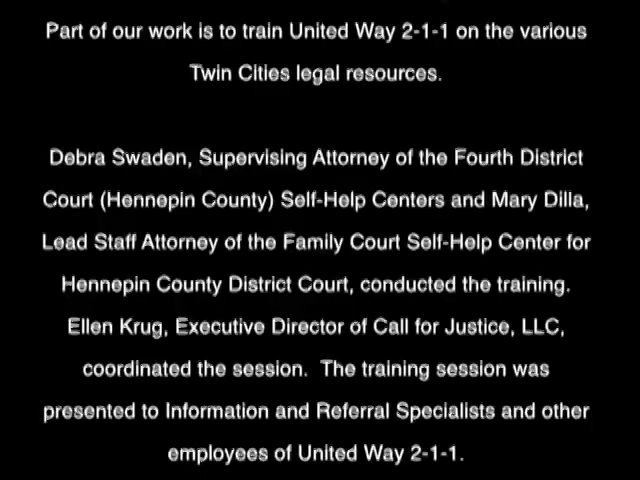 Part of our work is to train United Way 2-1-1 on the various
Twin Cities legal resources.
Debra Swaden, Supervising Attorney of the Fourth District
Court (Hennepin County) Self-Help Centers and Mary Dilla,
Lead Staff Attorney of the Family Court Self-Help Center for
Hennepin County District Court, conducted the training.
Ellen Krug, Executive Director of Call for Justice, LLC,
coordinated the session.  The training session was
presented to Information and Referral Specialists and other
employees of United Way 2-1-1.